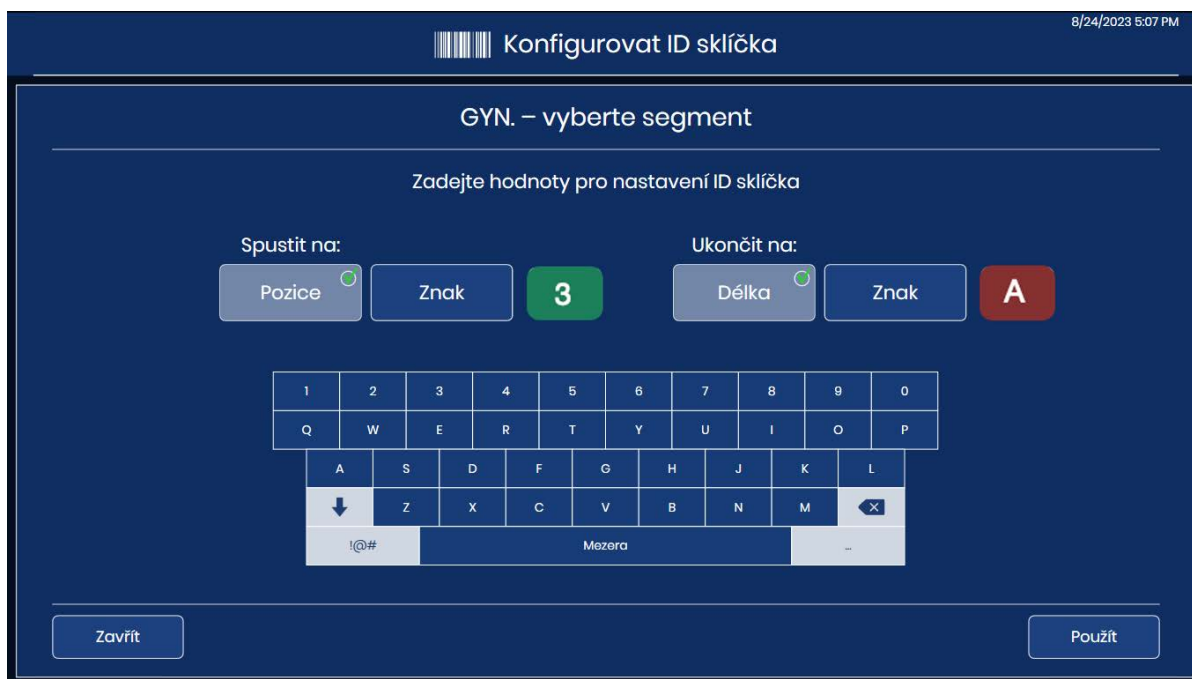 8/24/2023 5:07 PM
Konfigurovat ID sklíčka
GYN. – vyberte segment
Zadejte hodnoty pro nastavení ID sklíčka
Spustit na: Ukončit na:
Pozice Znak 3 Délka Znak A
1 2 3 4 5 6 7 8 9 0
Q W E R T Y U I O P
A S D F G H J K L
Z X C V B N M
!@# Mezera ...
Zavřít Použít